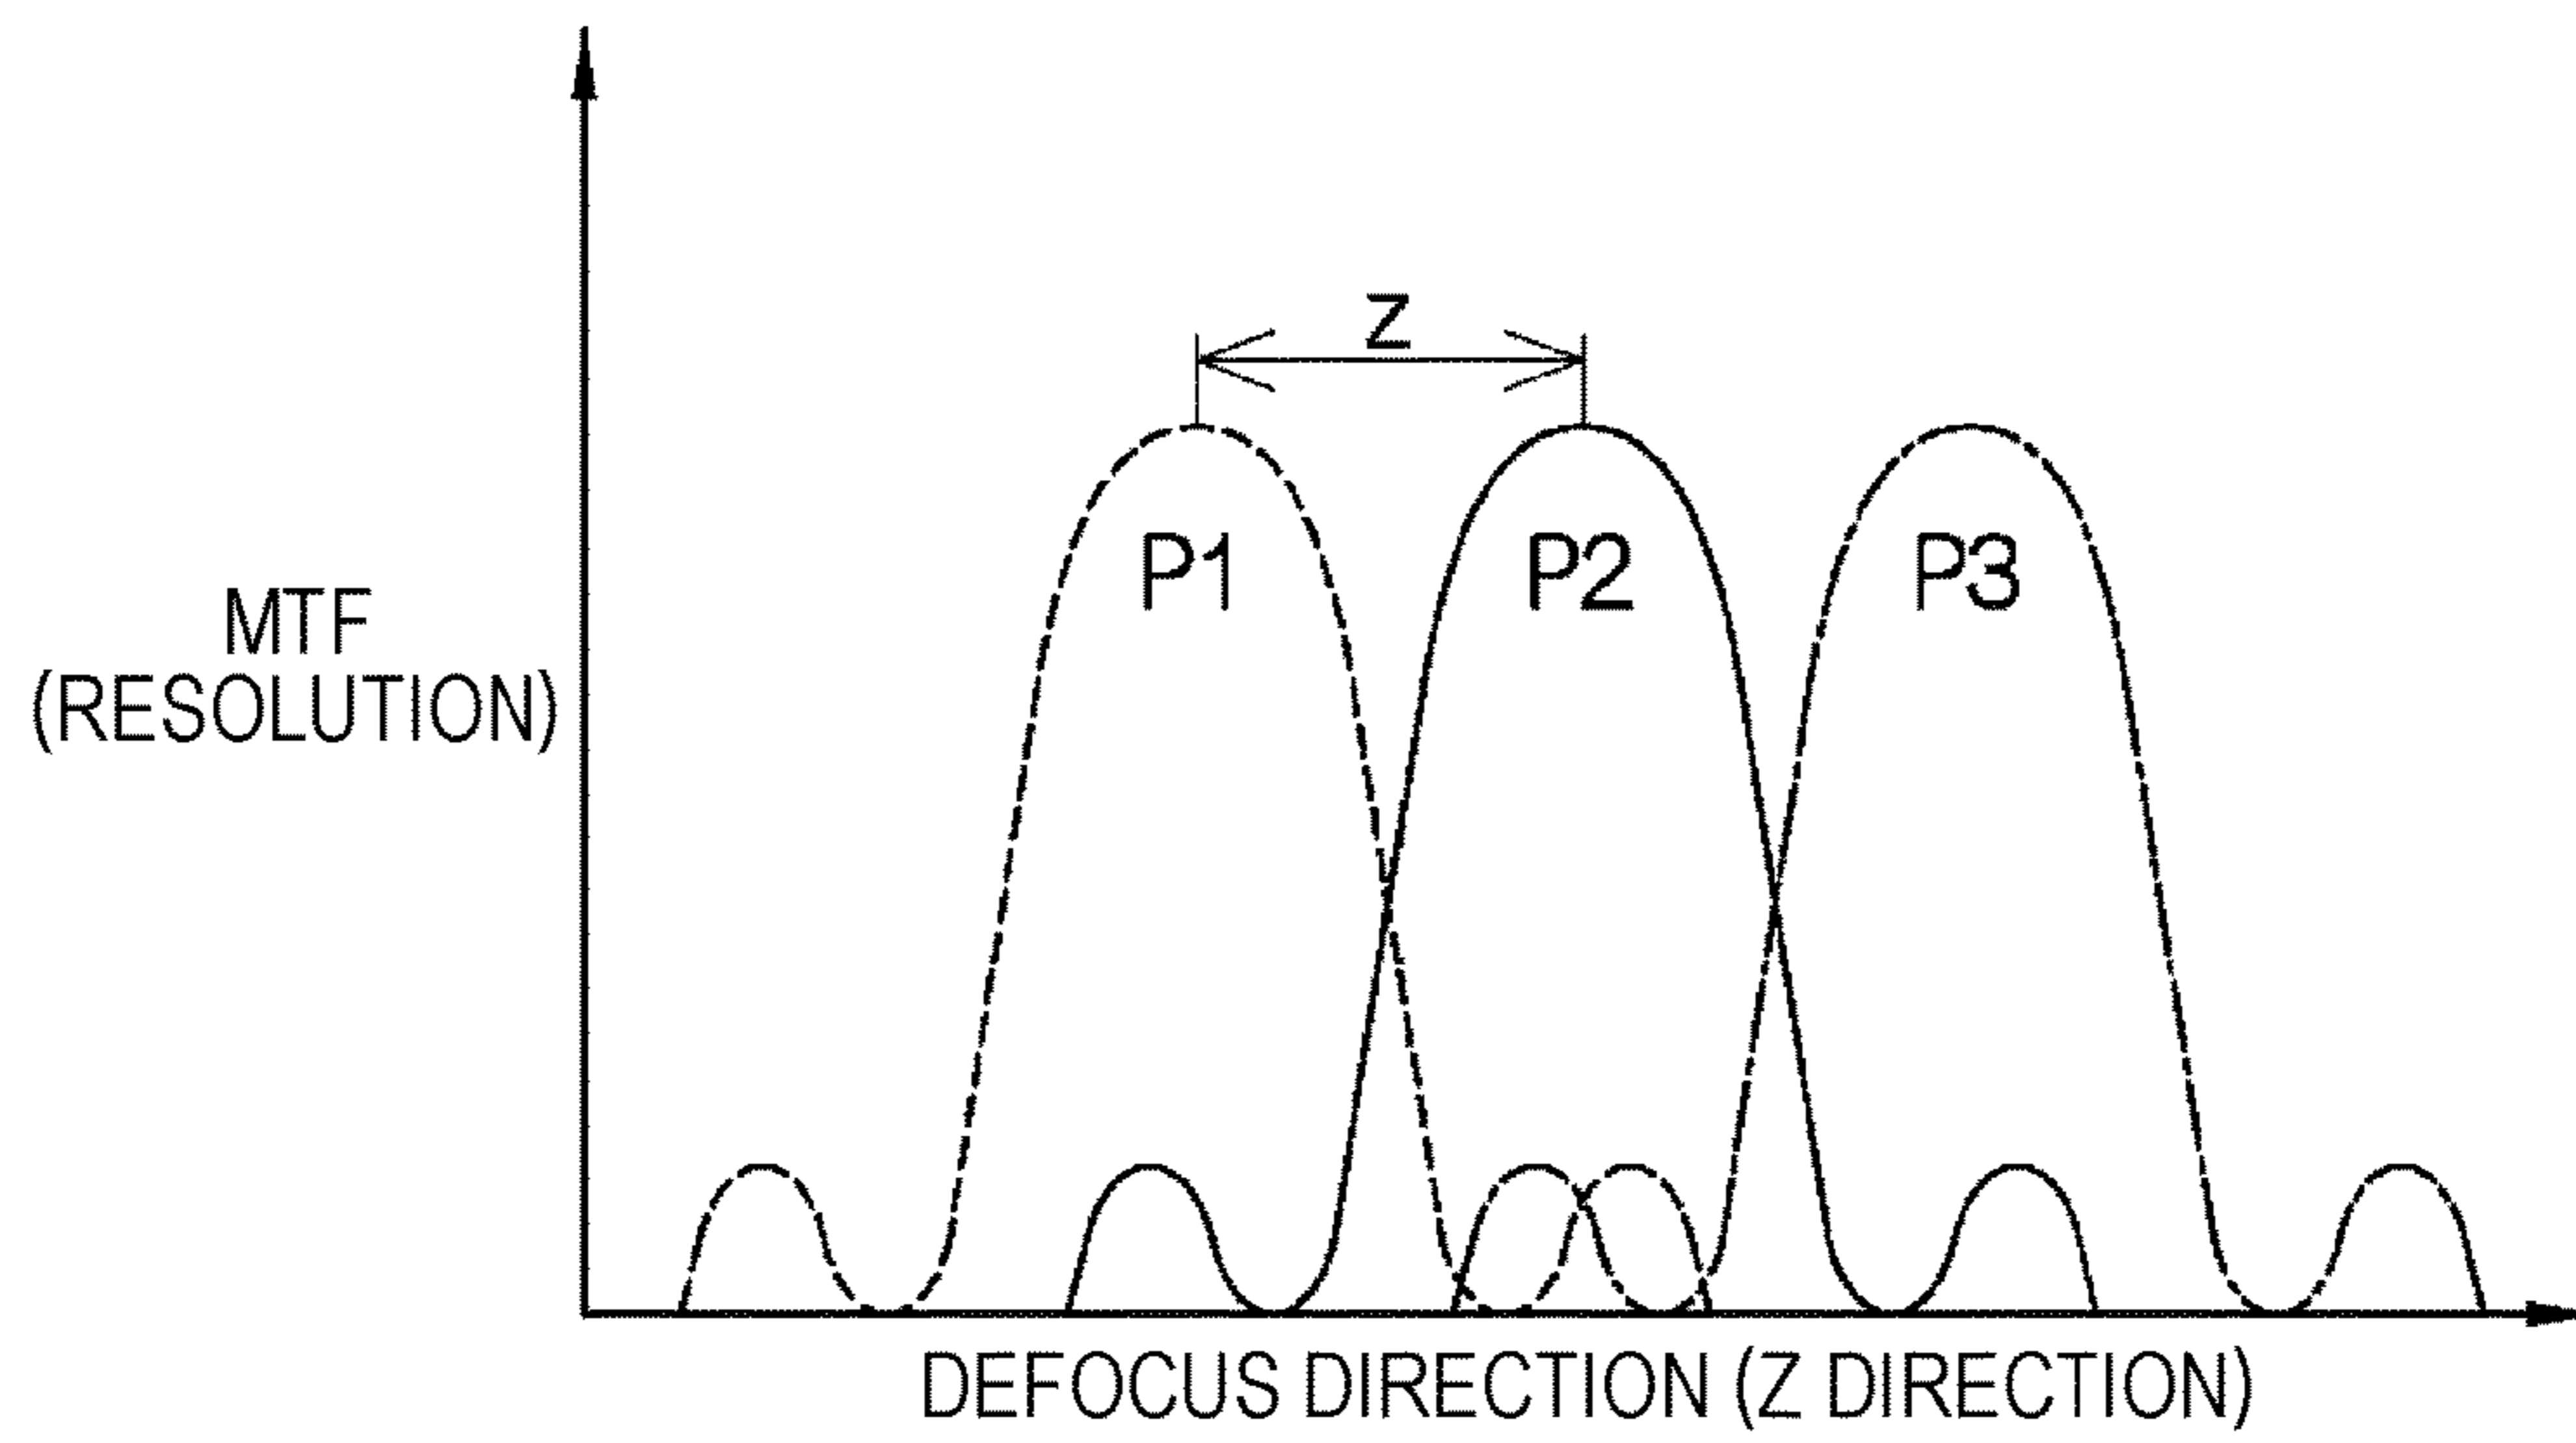 Z
P1
P2
P3
MTF
(RESOLUTION)
DEFOCUS DIRECTION (Z DIRECTION)